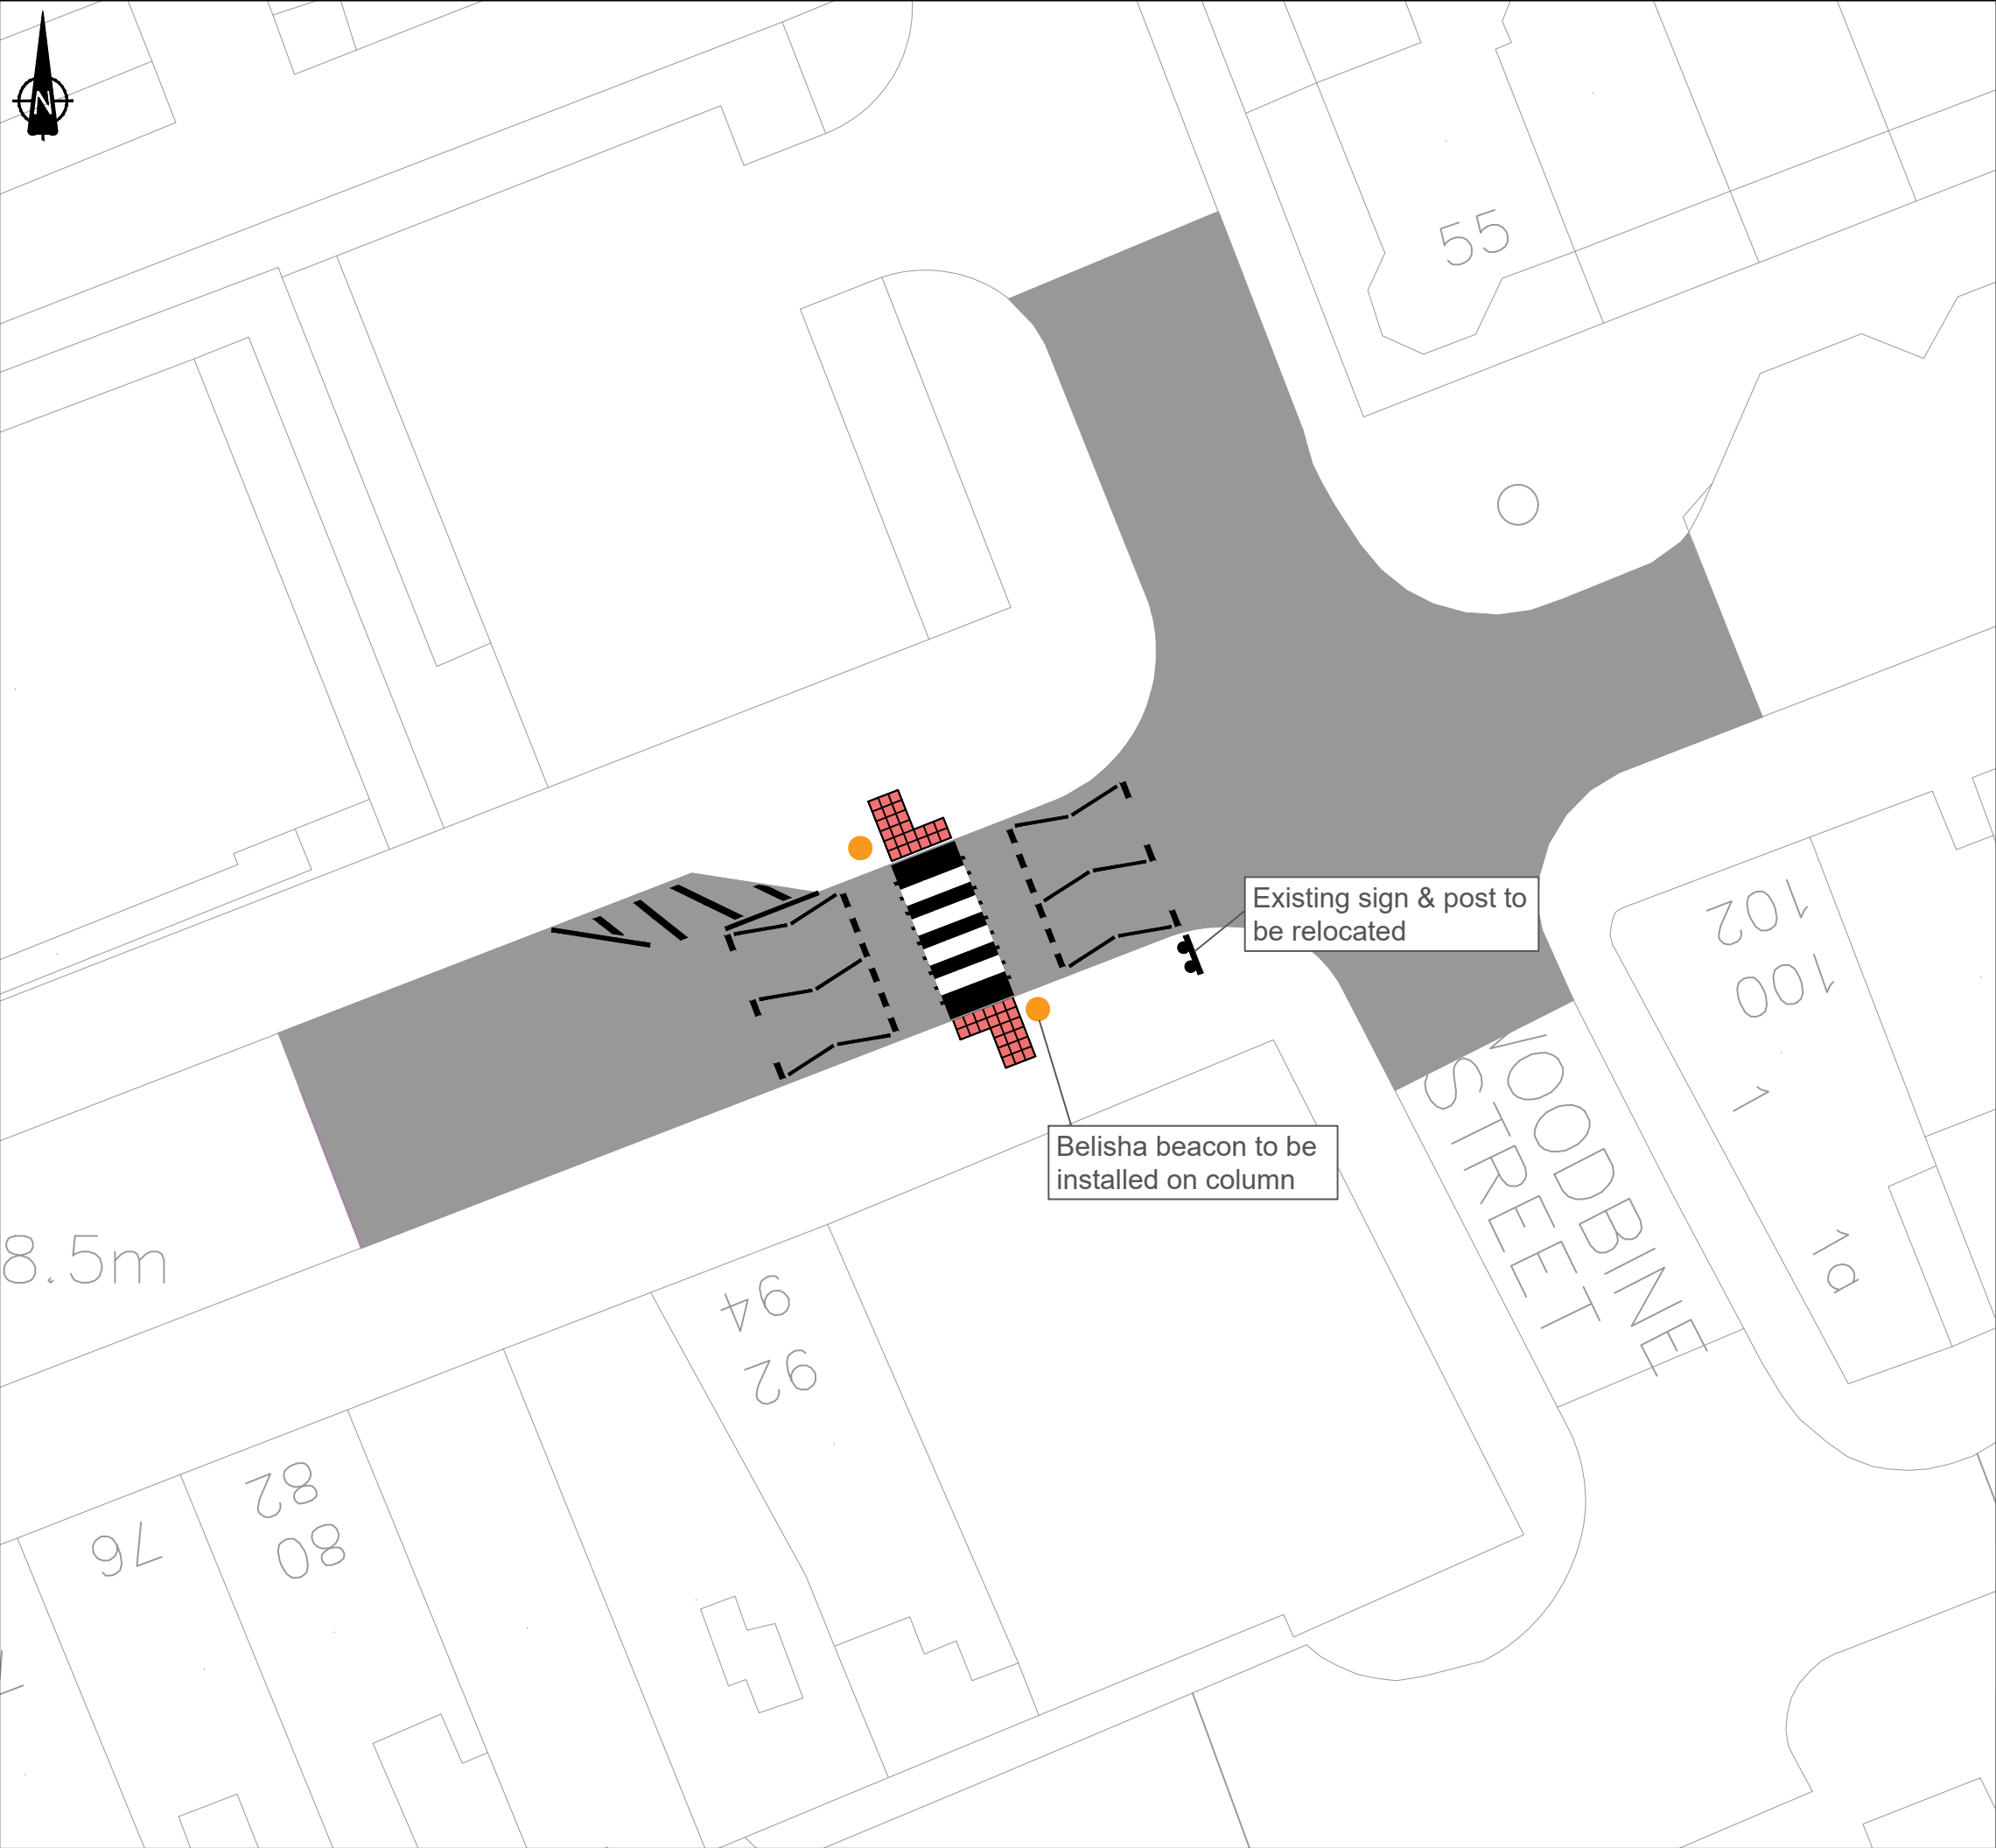 N
55
Existing sign & post to
be relocated
102
100
1
1a
WOODBINE
STREET
Belisha beacon to be
installed on column
8.5m
94
92
82
80
76